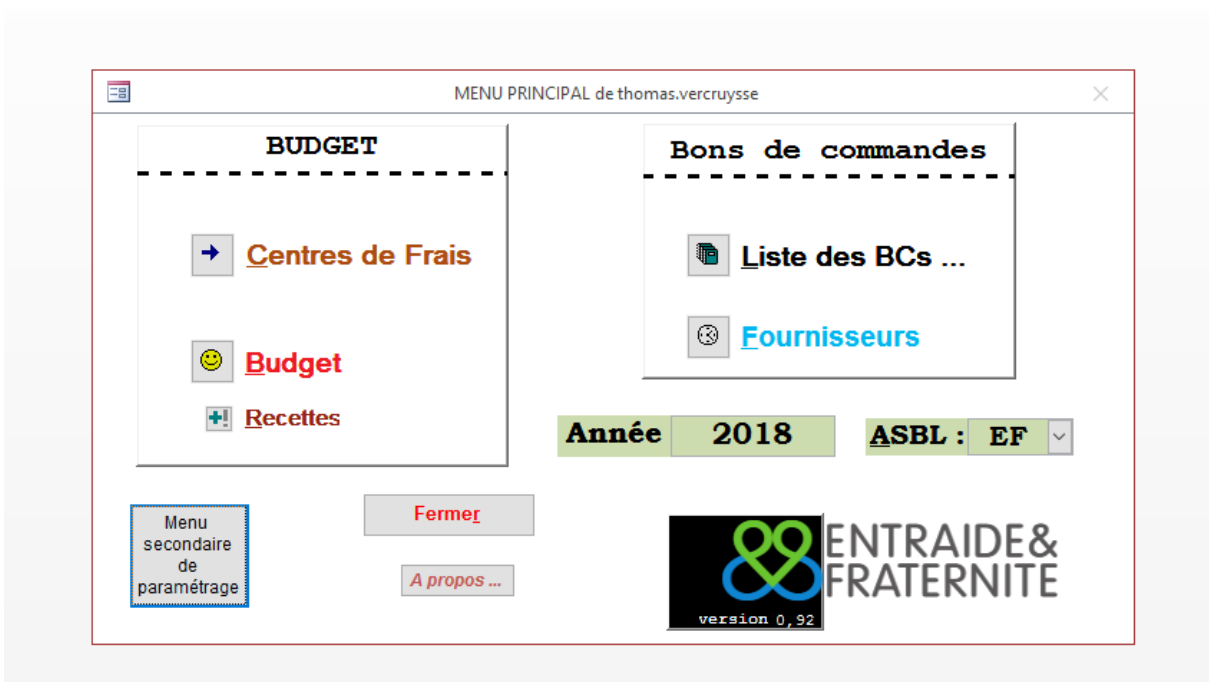 MENU PRINCIPAL de thomas.vercruysse
BUDGET
Centres de Frais
Budget
Recettes
Bons de commandes
Liste des BCs ...
Fournisseurs
Année 2018
ASBL : EF
Menu
secondaire
de
paramétrage
Fermer
A propos ...
ENTRAIDE&
FRATERNITE
version 0,92